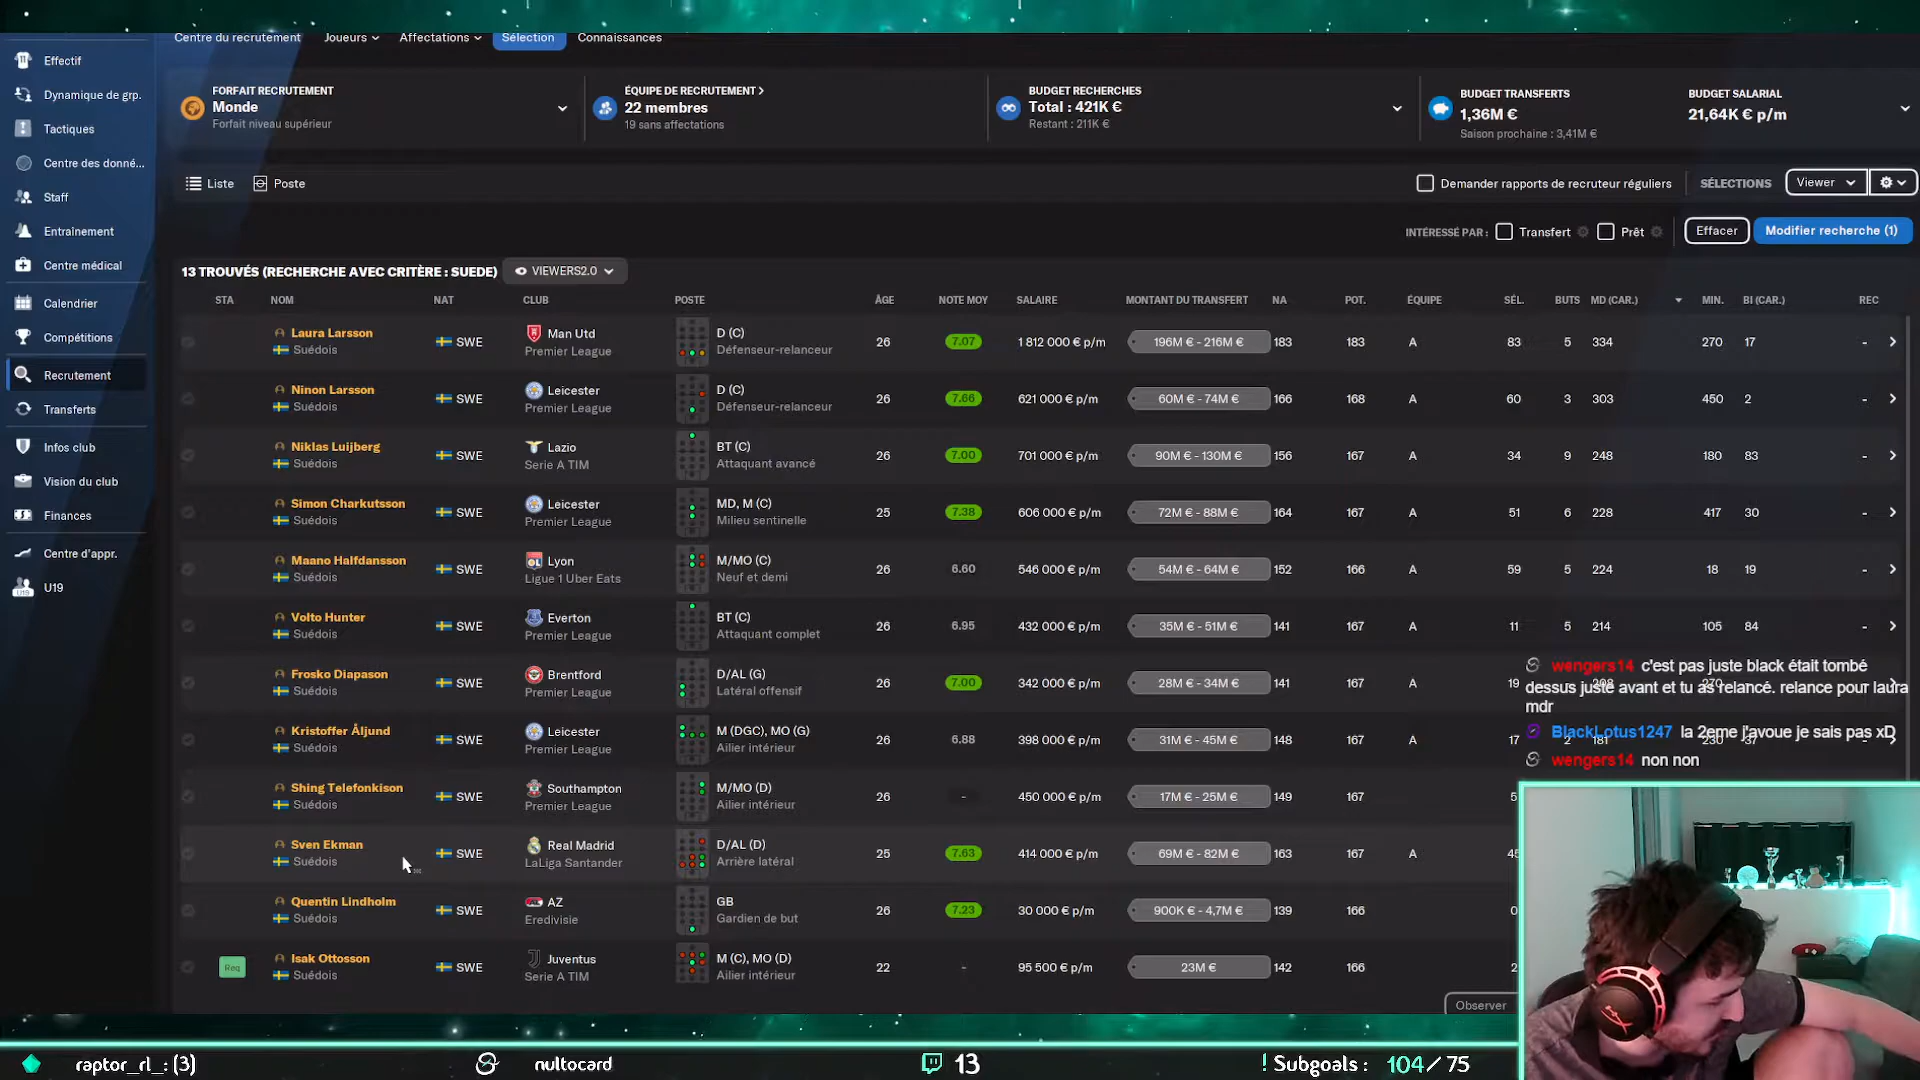 Centre du recrutement Joueurs Affectations Sélection Connaissances
Effectif
Dynamique de grp.
Tactiques
Centre des donné...
Staff
Entraînement
Centre médical
Calendrier
Compétitions
Recrutement
Transferts
Infos club
Vision du club
Finances
Centre d'appr.
U19
FORFAIT RECRUTEMENT
Monde
Forfait niveau supérieur
ÉQUIPE DE RECRUTEMENT >
22 membres
19 sans affectations
BUDGET RECHERCHES
Total : 421K €
Restant : 211K €
BUDGET TRANSFERTS
1,36M €
Saison prochaine : 3,41M €
BUDGET SALARIAL
21,64K € p/m
Liste Poste
Demander rapports de recruteur réguliers SÉLECTIONS Viewer
INTÉRESSÉ PAR : Transfert Prêt Effacer Modifier recherche (1)
13 TROUVÉS (RECHERCHE AVEC CRITÈRE : SUEDE) VIEWERS2.0
STA NOM NAT CLUB POSTE ÂGE NOTE MOY SALAIRE MONTANT DU TRANSFERT NA POT. ÉQUIPE SÉL. BUTS MD (CAR.) MIN. BI (CAR.) REC
Laura Larsson Man Utd D (C)
SWE 26 7.07 1 812 000 € p/m 196M € - 216M € 183 183 A 83 5 334 270 17 -
Suédois Premier League Défenseur-relanceur
Ninon Larsson Leicester D (C)
SWE 26 7.66 621 000 € p/m 60M € - 74M € 166 168 A 60 3 303 450 2 -
Suédois Premier League Défenseur-relanceur
Niklas Luijberg Lazio BT (C)
SWE 26 7.00 701 000 € p/m 90M € - 130M € 156 167 A 34 9 248 180 83 -
Suédois Serie A TIM Attaquant avancé
Simon Charkutsson Leicester MD, M (C)
SWE 25 7.38 606 000 € p/m 72M € - 88M € 164 167 A 51 6 228 417 30 -
Suédois Premier League Milieu sentinelle
Maano Halfdansson Lyon M/MO (C)
SWE 26 6.60 546 000 € p/m 54M € - 64M € 152 166 A 59 5 224 18 19 -
Suédois Ligue 1 Uber Eats Neuf et demi
Volto Hunter Everton BT (C)
SWE 26 6.95 432 000 € p/m 35M € - 51M € 141 167 A 11 5 214 105 84 -
Suédois Premier League Attaquant complet
Frosko Diapason Brentford D/AL (G)
SWE 26 7.00 342 000 € p/m 28M € - 34M € 141 167 A 19
Suédois Premier League Latéral offensif
Kristoffer Åljund Leicester M (DGC), MO (G)
SWE 26 6.88 398 000 € p/m 31M € - 45M € 148 167 A 17 2 181 230 37
Suédois Premier League Ailier intérieur
Shing Telefonkison Southampton M/MO (D)
SWE 26 - 450 000 € p/m 17M € - 25M € 149 167
Suédois Premier League Ailier intérieur
Sven Ekman Real Madrid D/AL (D)
SWE 25 7.63 414 000 € p/m 69M € - 82M € 163 167 A 45
Suédois LaLiga Santander Arrière latéral
Quentin Lindholm AZ GB
SWE 26 7.23 30 000 € p/m 900K € - 4,7M € 139 166
Suédois Eredivisie Gardien de but
Isak Ottosson Juventus M (C), MO (D)
Req SWE 22 - 95 500 € p/m 23M € 142 166
Suédois Serie A TIM Ailier intérieur
Observer
wengers14 c'est pas juste black était tombé
dessus juste avant et tu as relancé. relance pour laura
mdr
BlackLotus1247 la 2eme j'avoue je sais pas xD
wengers14 non non
raptor_rl_: (3) nultocard 13 ! Subgoals : 104 / 75